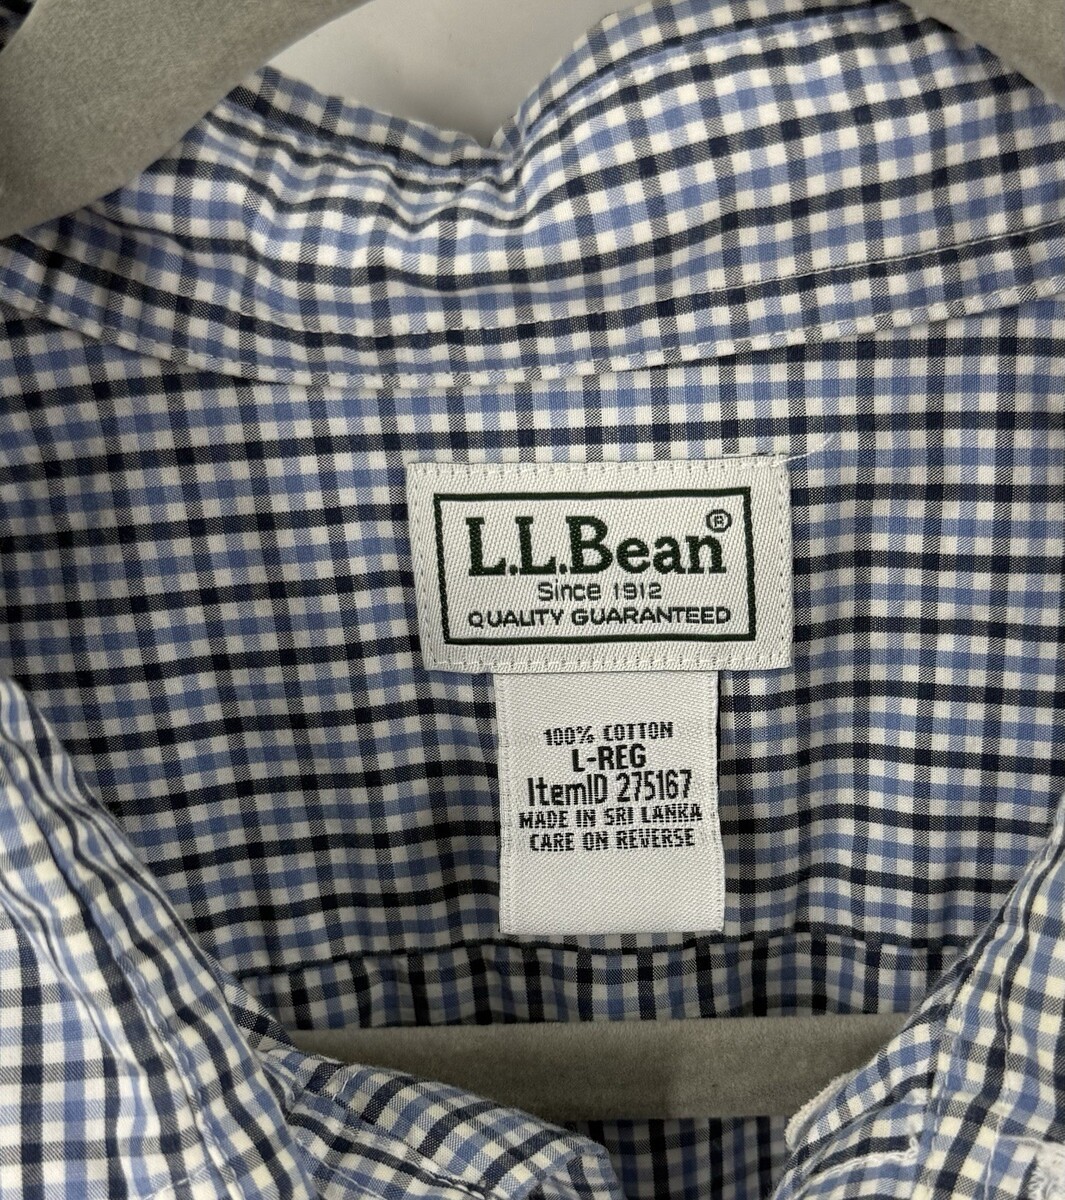 L.L.Bean®
Since 1912
QUALITY GUARANTEED
100% COTTON
L-REG
ItemID 275167
MADE IN SRI LANKA
CARE ON REVERSE